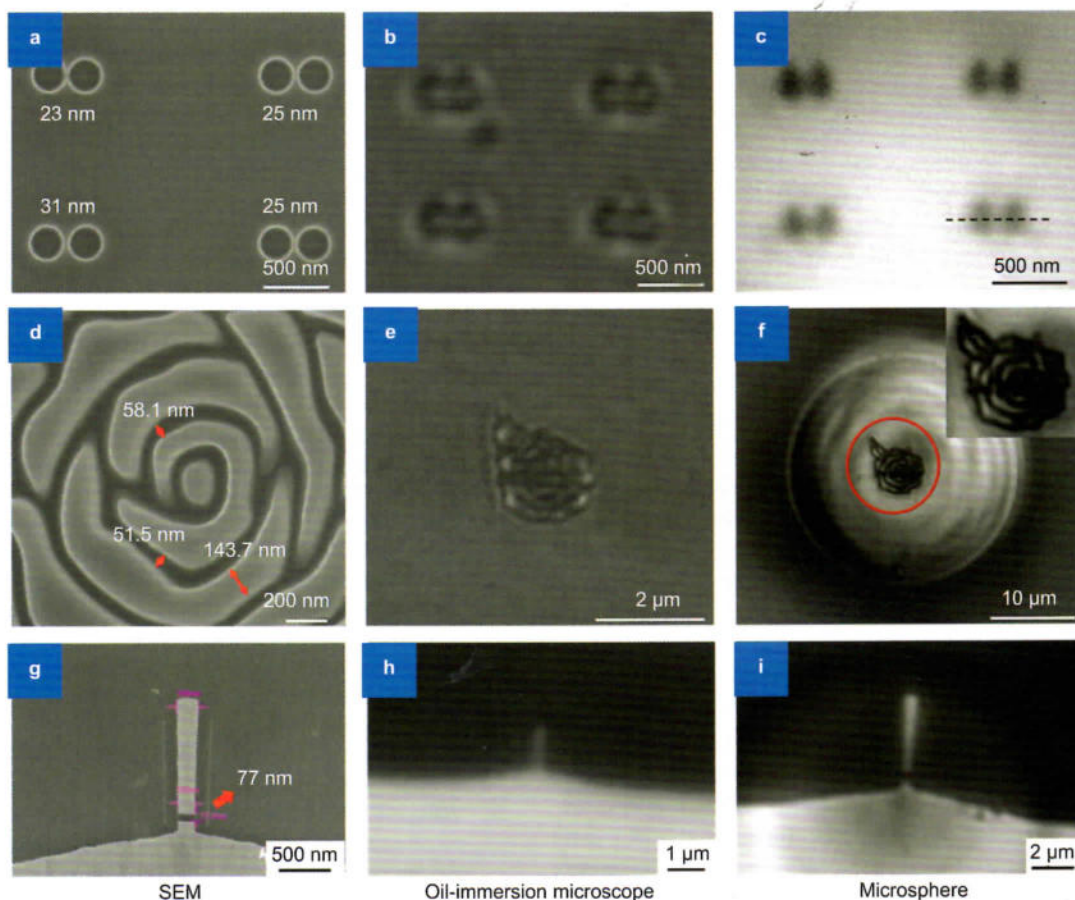 a
b
c
23 nm
25 nm
31 nm
25 nm
500 nm
500 nm
500 nm
d
e
f
58.1 nm
51.5 nm
143.7 nm
200 nm
2 μm
10 μm
g
h
i
77 nm
500 nm
1 μm
2 μm
SEM
Oil-immersion microscope
Microsphere